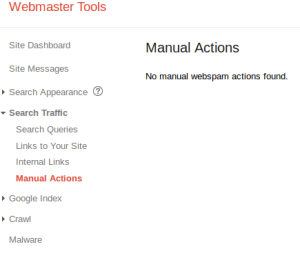 Webmaster Tools
Site Dashboard
Site Messages
Search Appearance ?
Search Traffic
Search Queries
Links to Your Site
Internal Links
Manual Actions
Google Index
Crawl
Malware
Manual Actions
No manual webspam actions found.